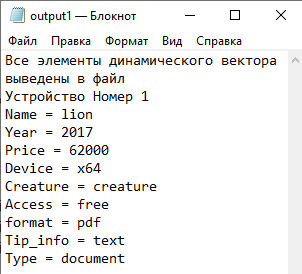 output1 — Блокнот
Файл Правка Формат Вид Справка
Все элементы динамического вектора
выведены в файл
Устройство Номер 1
Name = lion
Year = 2017
Price = 62000
Device = x64
Creature = creature
Access = free
format = pdf
Tip_info = text
Type = document